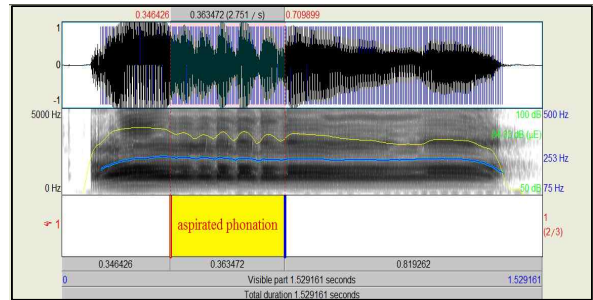 0.346426 0.363472 (2.751 / s) 0.709899
1
0
-1
5000 Hz 100 dB 500 Hz
253 Hz
0 Hz 50 dB 75 Hz
1 aspirated phonation 1
(2/3)
0.346426 0.363472 0.819262
0 Visible part 1.529161 seconds 1.529161
Total duration 1.529161 seconds